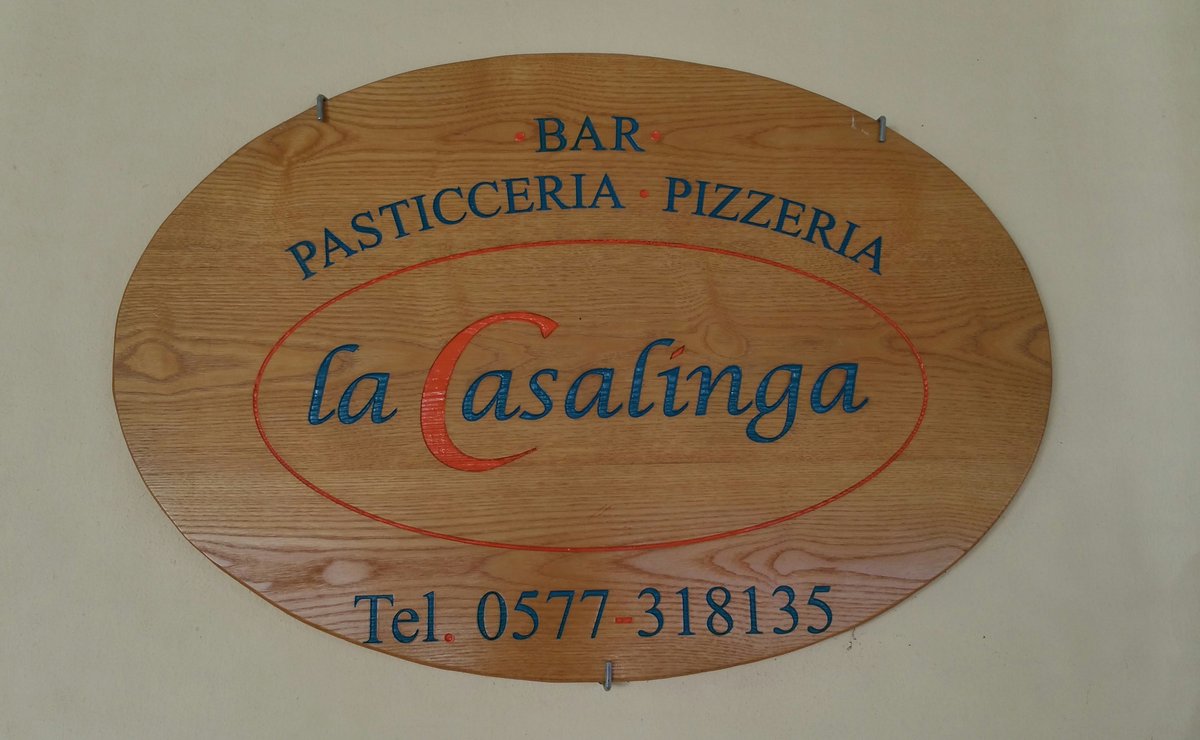 • BAR •
PASTICCERIA • PIZZERIA
la Casalinga
Tel. 0577-318135